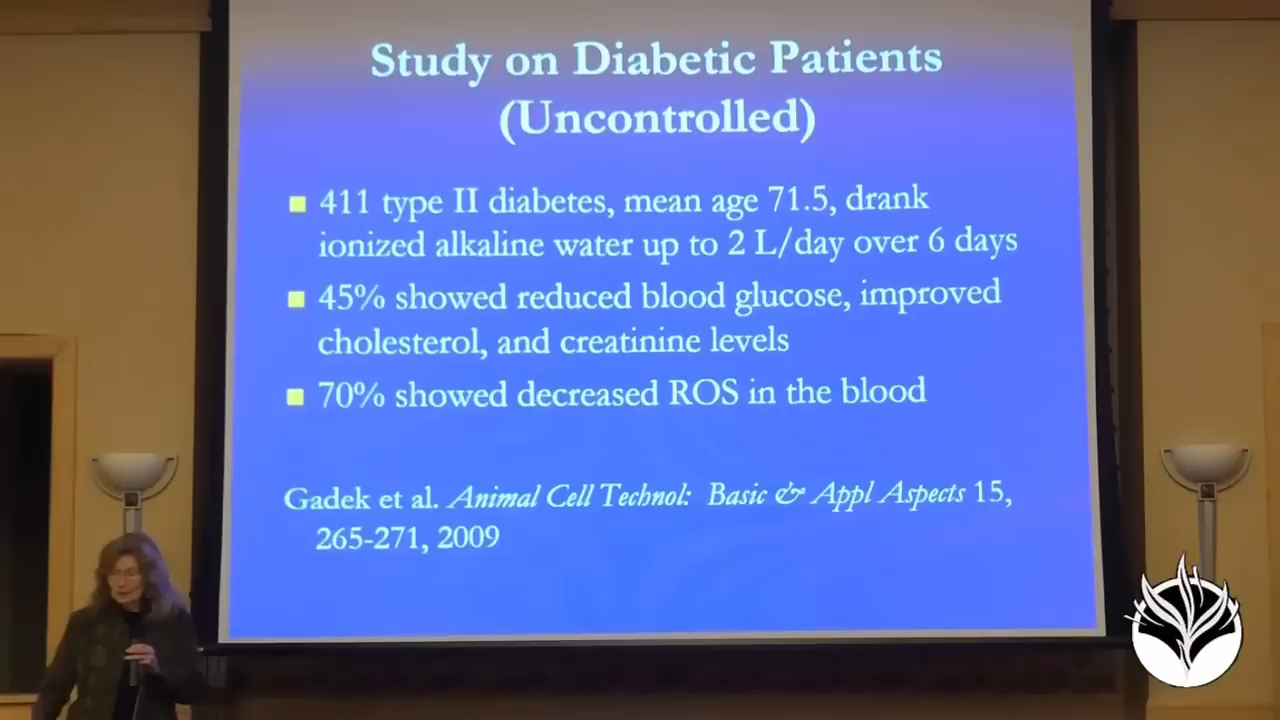 Study on Diabetic Patients
(Uncontrolled)
411 type II diabetes, mean age 71.5, drank
ionized alkaline water up to 2 L/day over 6 days
45% showed reduced blood glucose, improved
cholesterol, and creatinine levels
70% showed decreased ROS in the blood
Gadek et al. Animal Cell Technol: Basic & Appl Aspects 15,
265-271, 2009